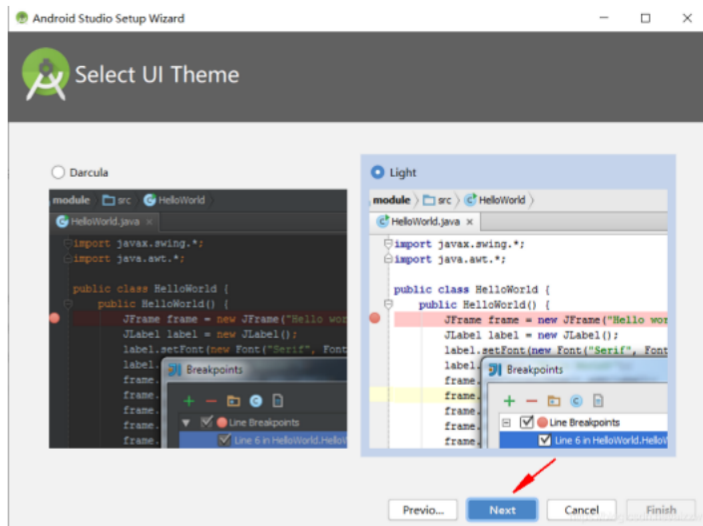 Android Studio Setup Wizard
Select UI Theme
Darcula
module src HelloWorld
HelloWorld.java ×
import javax.swing.*;
import java.awt.*;
public class HelloWorld {
public HelloWorld() {
JFrame frame = new JFrame("Hello wor
JLabel label = new JLabel();
label.setFont(new Font("Serif", Font
label.
frame.
frame.
frame.
frame.
frame.
Breakpoints
Line Breakpoints
Line 6 in HelloWorld.HelloW
Light
module src HelloWorld
HelloWorld.java ×
import javax.swing.*;
import java.awt.*;
public class HelloWorld {
public HelloWorld() {
JFrame frame = new JFrame("Hello wor
JLabel label = new JLabel();
label.setFont(new Font("Serif", Font
label.
frame.
frame.
frame.
frame.
frame.
Breakpoints
Line Breakpoints
Line 6 in HelloWorld.HelloW
Previo... Next Cancel Finish